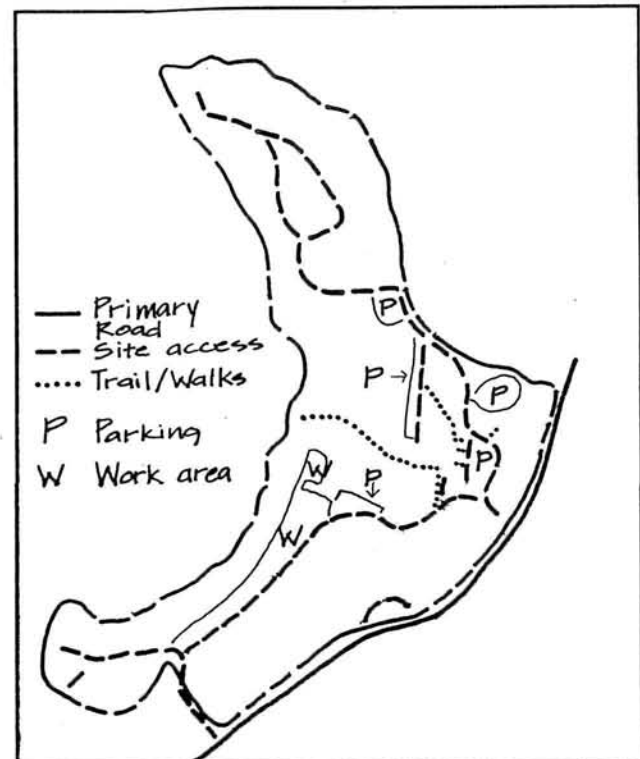 P
Primary
Road
Site access
P →
Trail/Walks
P
P Parking
P
W
P
W Work area
W